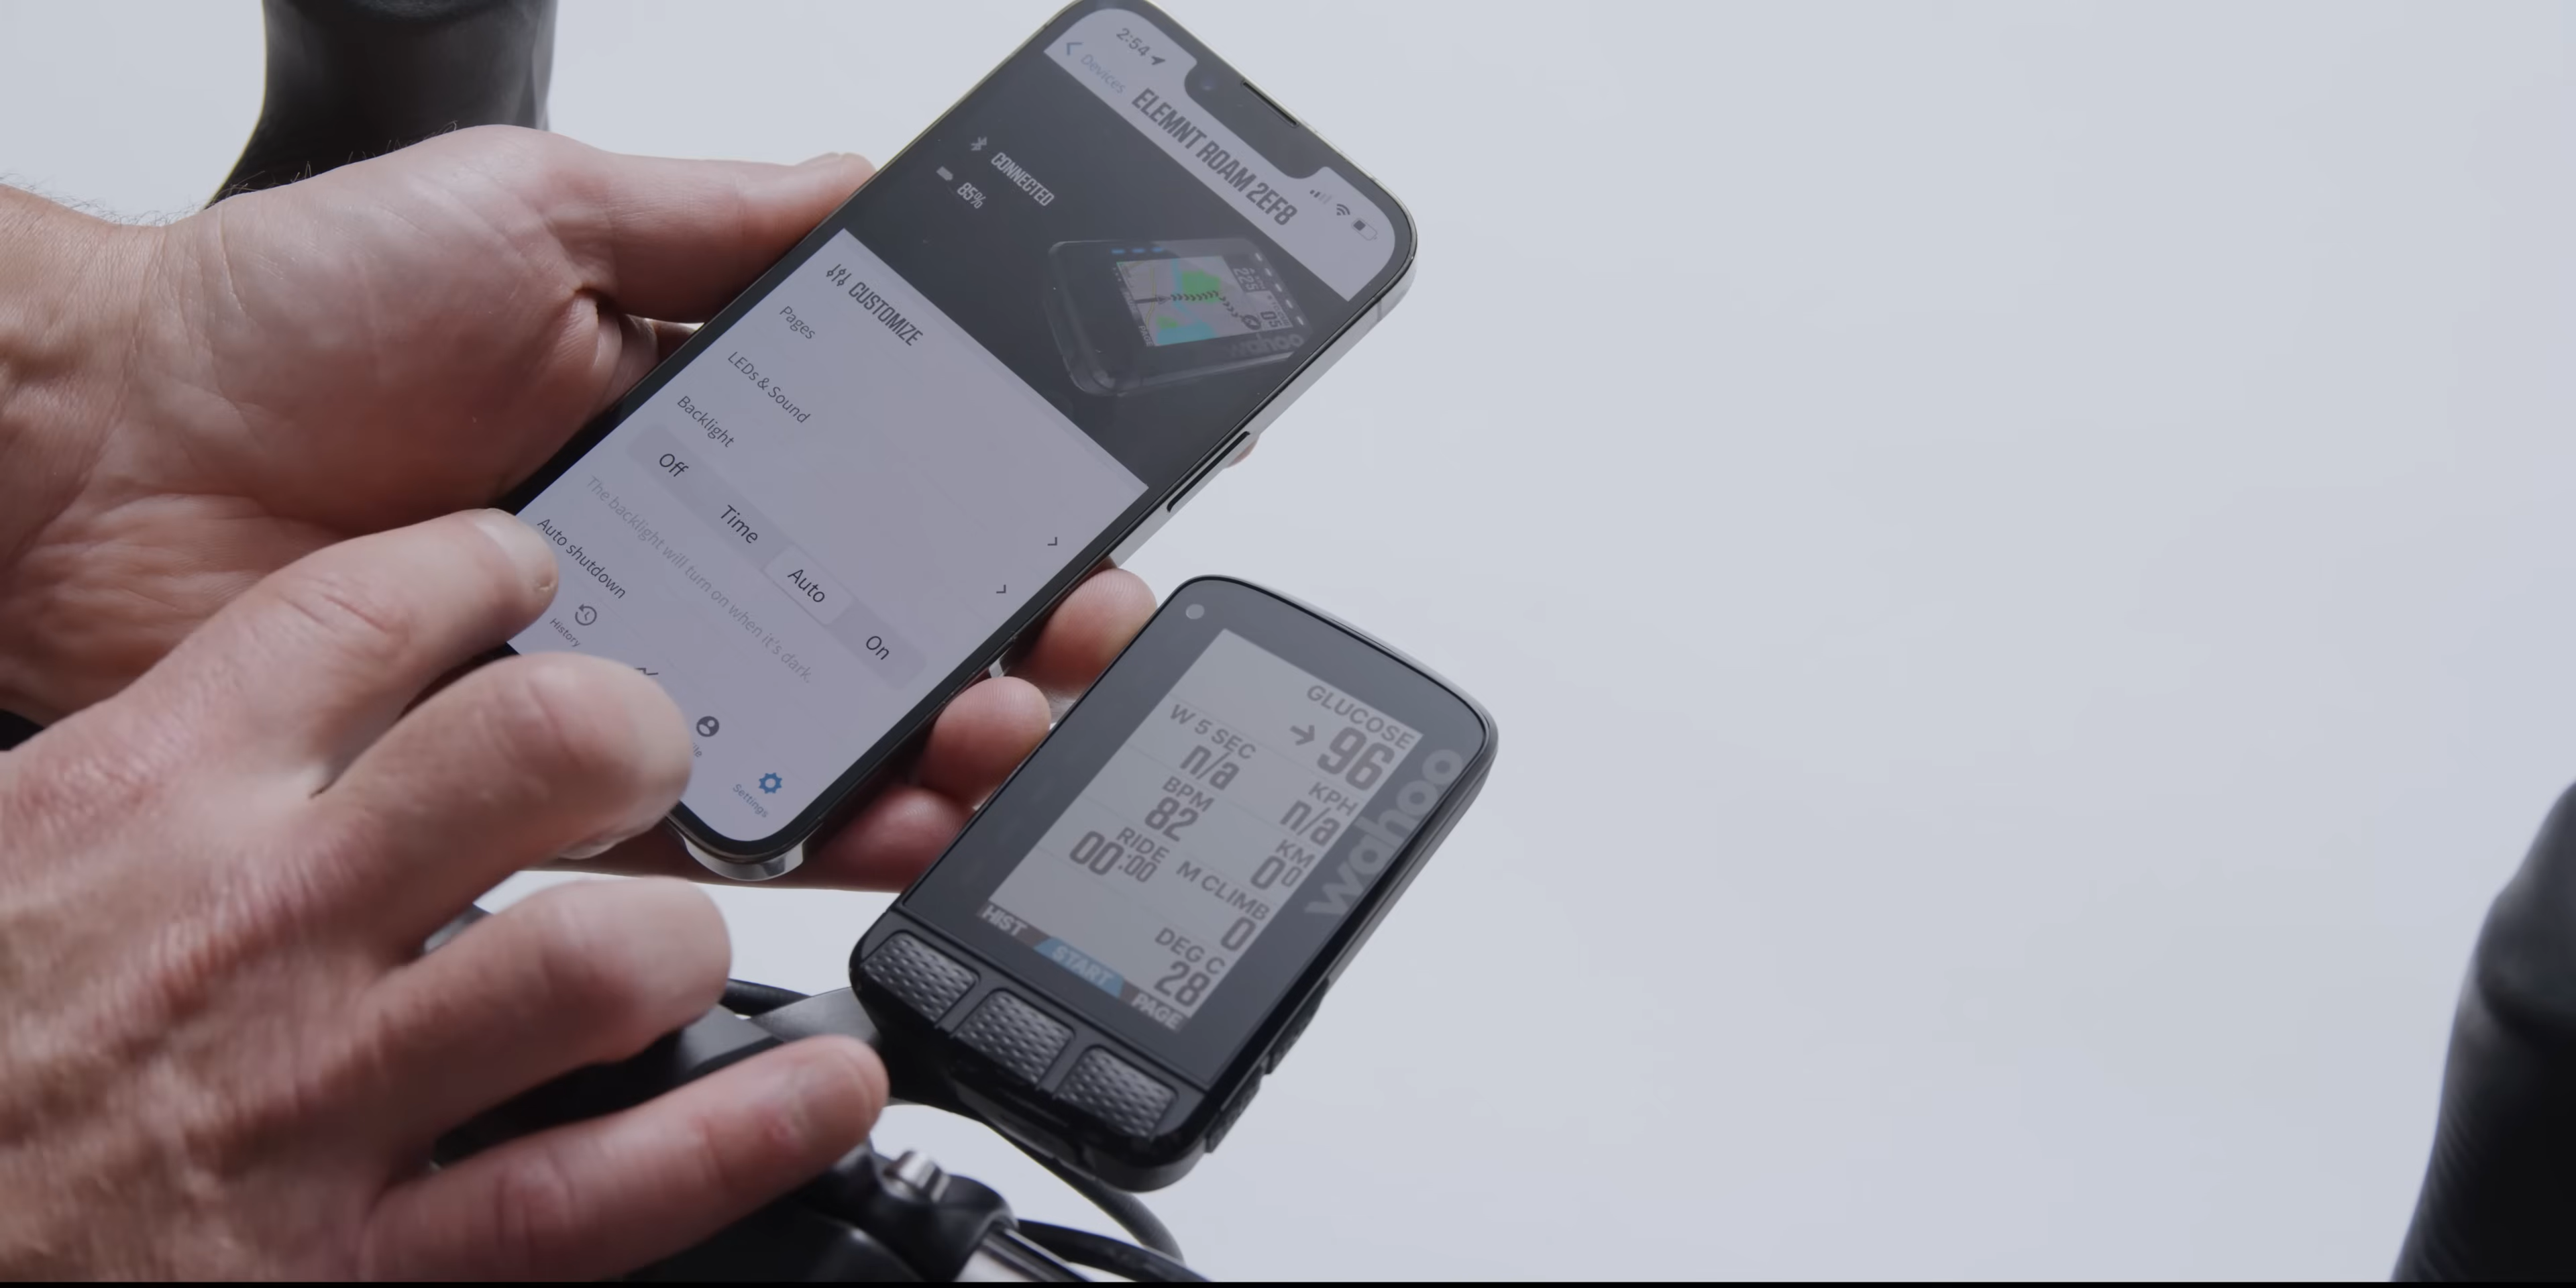 2:54
Devices
ELEMNT ROAM 2EF8
CONNECTED
85%
CUSTOMIZE
Pages
LEDs & Sound
Backlight
Off
Time
Auto
On
The backlight will turn on when it's dark.
Auto shutdown
History
Settings
GLUCOSE
96
W 5 SEC
n/a
KPH
n/a
BPM
82
KM
0 0
RIDE
00:00
M CLIMB
0
DEG C
28
HIST
START
PAGE
wahoo